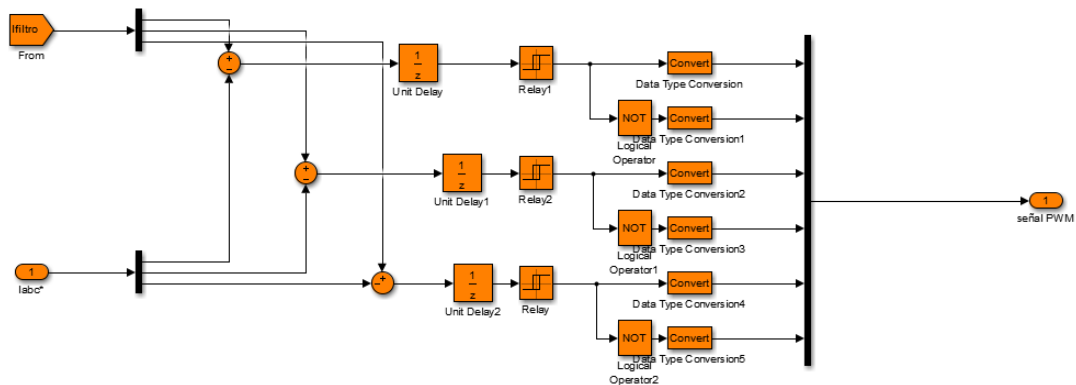 Ifiltro
From
+
−
1
z
Unit Delay
Relay1
Convert
Data Type Conversion
NOT
Logical
Operator
Convert
Data Type Conversion1
+
−
1
z
Unit Delay1
Relay2
Convert
Data Type Conversion2
NOT
Logical
Operator1
Convert
Data Type Conversion3
1
señal PWM
1
Iabc*
−+
1
z
Unit Delay2
Relay
Convert
Data Type Conversion4
NOT
Logical
Operator2
Convert
Data Type Conversion5